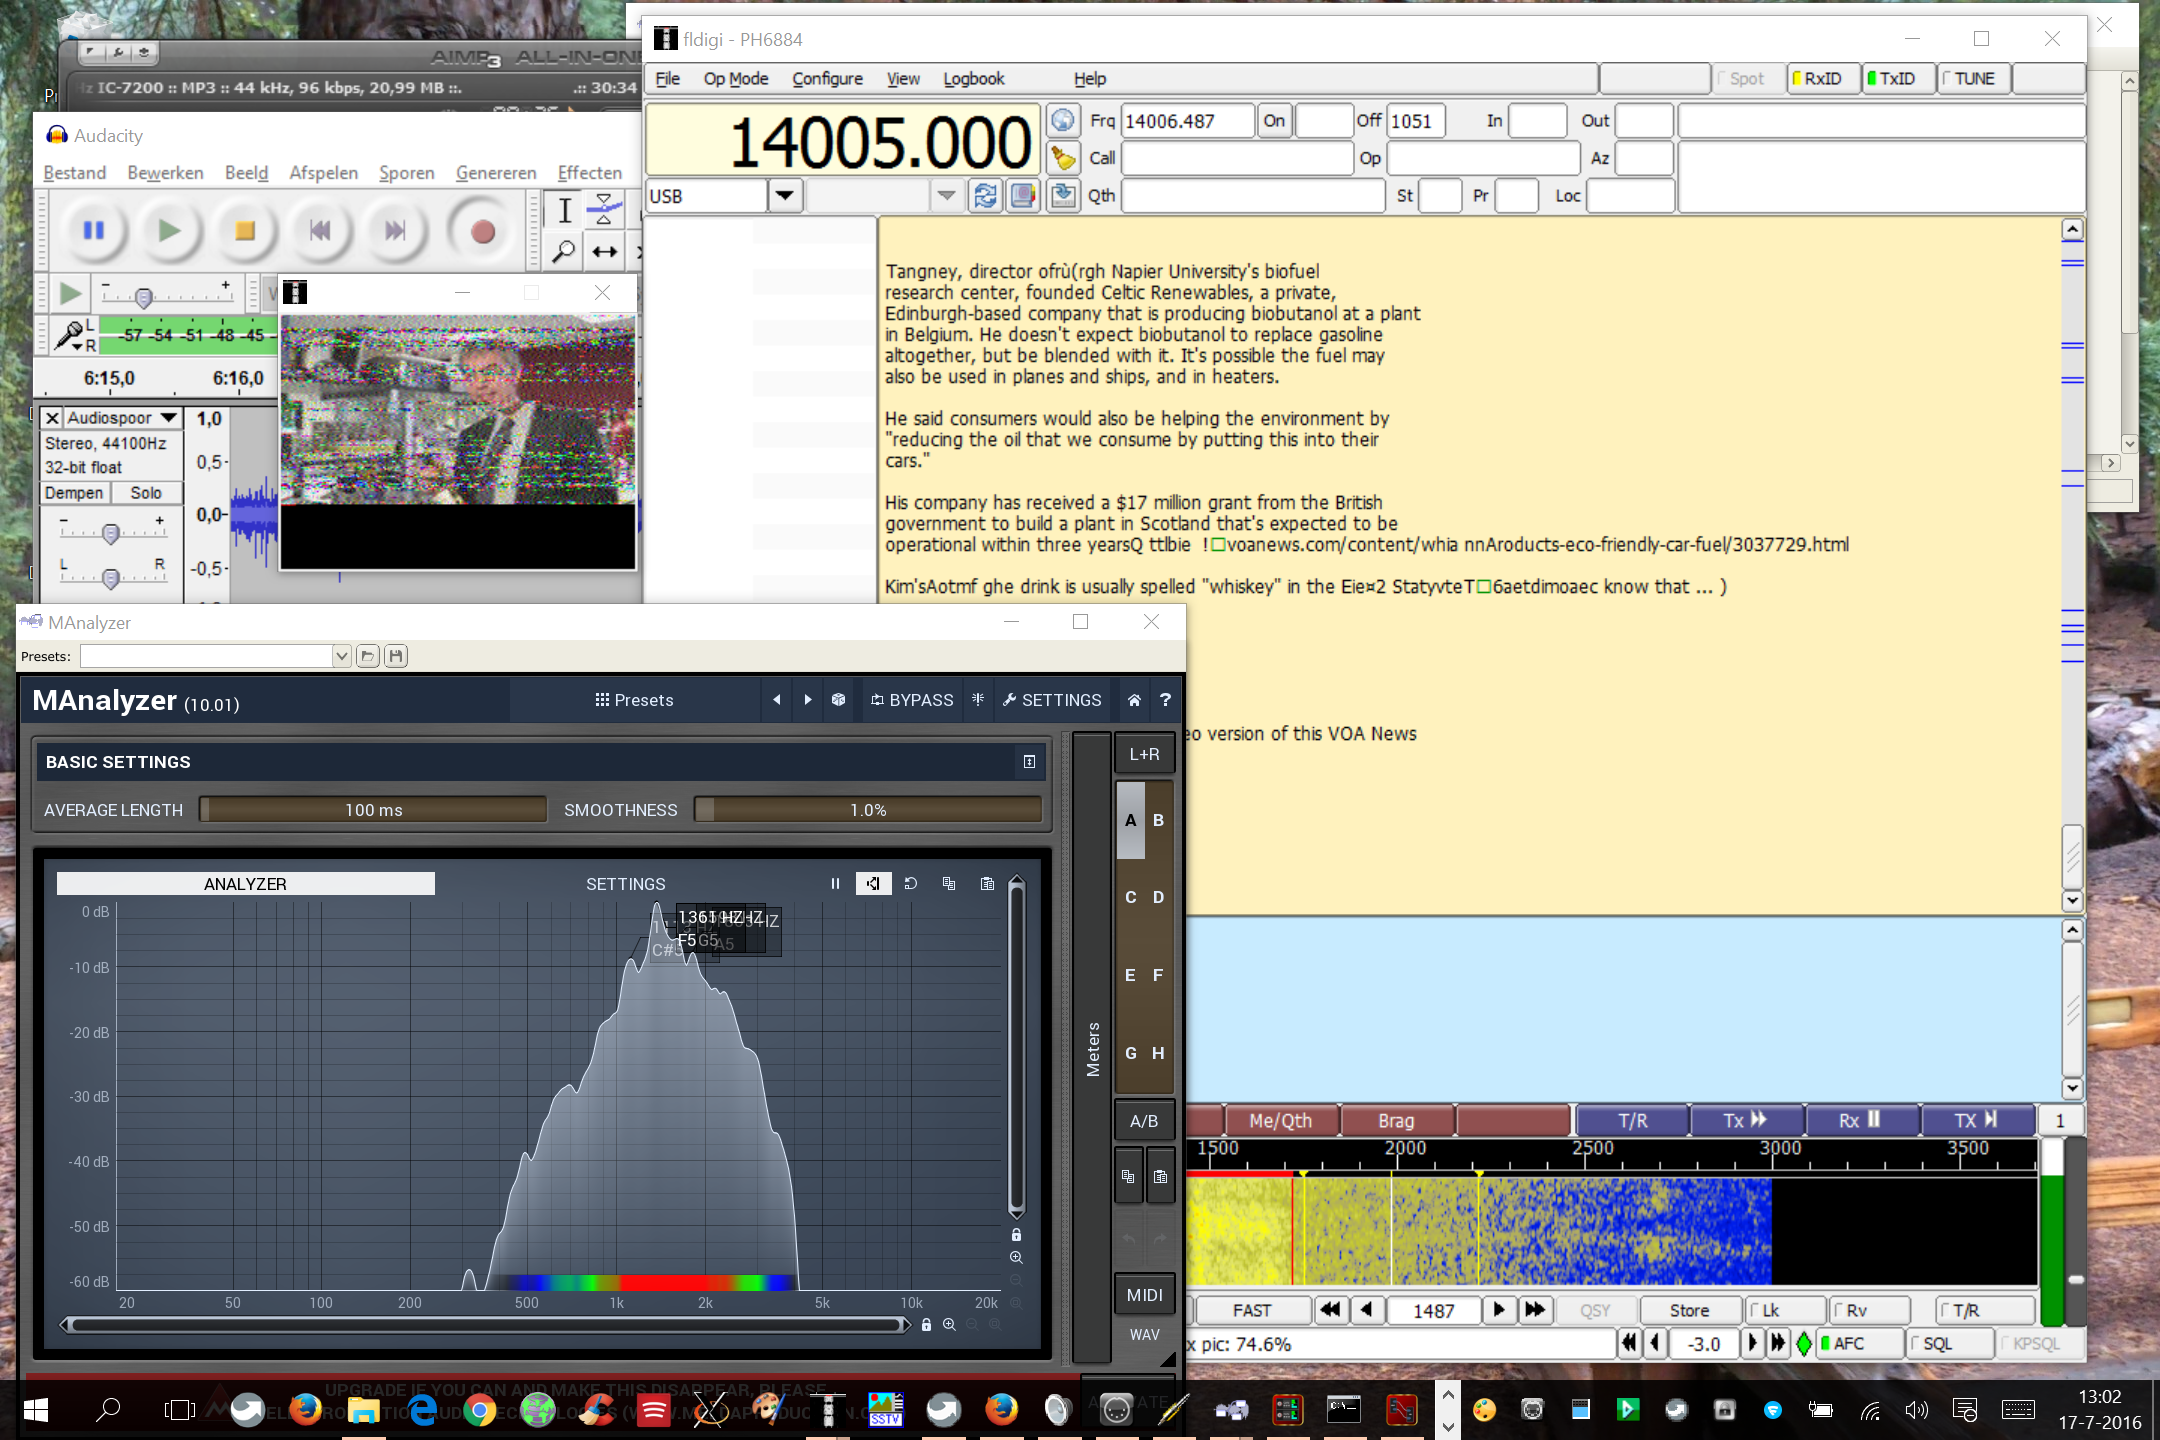 AIMP3 ALL-IN-ONE
Hz IC-7200 :: MP3 :: 44 kHz, 96 kbps, 20,99 MB ::. .:: 30:34
Audacity
Bestand Bewerken Beeld Afspelen Sporen Genereren Effecten
L
R
-57 -54 -51 -48 -45
6:15,0 6:16,0
Audiospoor 1,0
Stereo, 44100Hz
32-bit float
0,5
Dempen Solo
0,0
L R
-0,5
fldigi - PH6884
File Op Mode Configure View Logbook Help
Spot RxID TxID TUNE
14005.000
Frq 14006.487 On Off 1051 In Out
Call Op Az
USB
Qth St Pr Loc
Tangney, director ofrù(rgh Napier University's biofuel
research center, founded Celtic Renewables, a private,
Edinburgh-based company that is producing biobutanol at a plant
in Belgium. He doesn't expect biobutanol to replace gasoline
altogether, but be blended with it. It's possible the fuel may
also be used in planes and ships, and in heaters.
He said consumers would also be helping the environment by
"reducing the oil that we consume by putting this into their
cars."
His company has received a $17 million grant from the British
government to build a plant in Scotland that's expected to be
operational within three yearsQ ttlbie !□voanews.com/content/whia nnAroducts-eco-friendly-car-fuel/3037729.html
Kim'sAotmf ghe drink is usually spelled "whiskey" in the Eie¤2 StatyvteT□6aetdimoaec know that ... )
eo version of this VOA News
MAnalyzer
Presets:
MAnalyzer (10.01) Presets BYPASS SETTINGS ?
BASIC SETTINGS
AVERAGE LENGTH 100 ms SMOOTHNESS 1.0%
ANALYZER SETTINGS
0 dB
-10 dB
-20 dB
-30 dB
-40 dB
-50 dB
-60 dB
20 50 100 200 500 1k 2k 5k 10k 20k
F5 G5 A5
Meters
L+R
A B
C D
E F
G H
A/B
MIDI
WAV
Me/Qth Brag T/R Tx Rx TX 1
1500 2000 2500 3000 3500
FAST 1487 QSY Store Lk Rv T/R
x pic: 74.6% -3.0 AFC SQL KPSQL
UPGRADE IF YOU CAN AND MAKE THIS DISAPPEAR, PLEASE
SSTV
13:02
17-7-2016